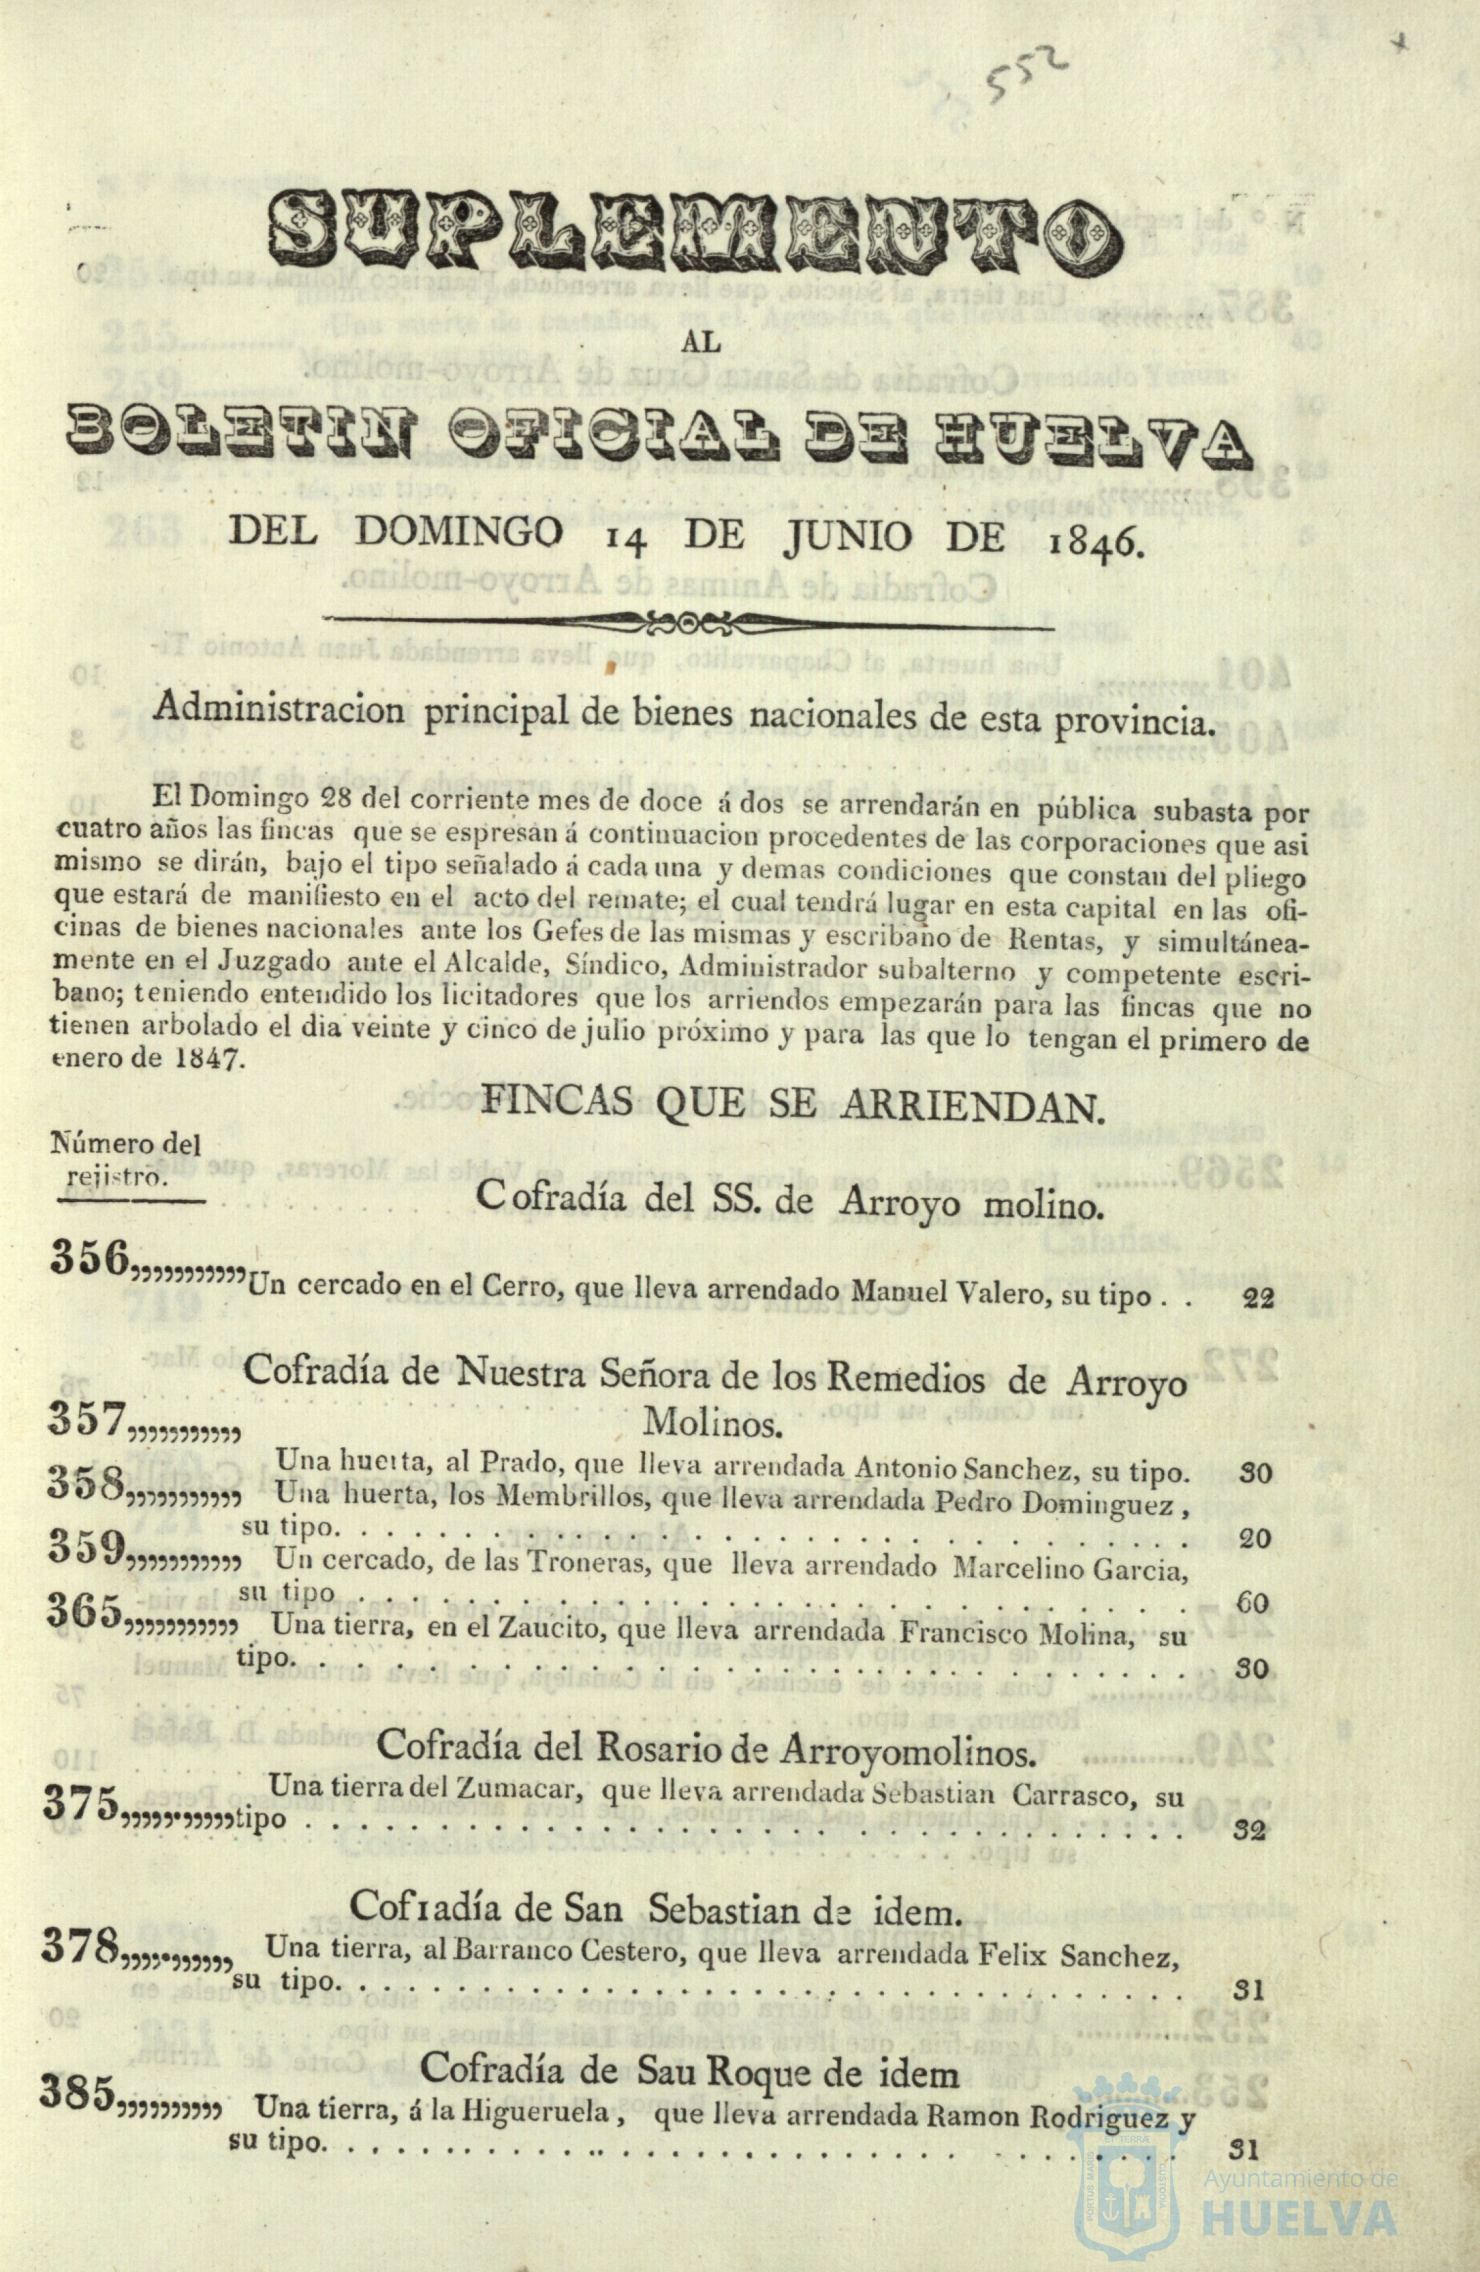 552
SUPLEMENTO
AL
BOLETIN OFICIAL DE HUELVA
DEL DOMINGO 14 DE JUNIO DE 1846.
Administracion principal de bienes nacionales de esta provincia.
El Domingo 28 del corriente mes de doce á dos se arrendarán en pública subasta por
cuatro años las fincas que se espresan á continuacion procedentes de las corporaciones que asi
mismo se dirán, bajo el tipo señalado á cada una y demas condiciones que constan del pliego
que estará de manifiesto en el acto del remate; el cual tendrá lugar en esta capital en las ofi-
cinas de bienes nacionales ante los Gefes de las mismas y escribano de Rentas, y simultánea-
mente en el Juzgado ante el Alcalde, Síndico, Administrador subalterno y competente escri-
bano; teniendo entendido los licitadores que los arriendos empezarán para las fincas que no
tienen arbolado el dia veinte y cinco de julio próximo y para las que lo tengan el primero de
enero de 1847.
FINCAS QUE SE ARRIENDAN.
Número del
rejistro.
Cofradía del SS. de Arroyo molino.
356,,,,,,,,,,, Un cercado en el Cerro, que lleva arrendado Manuel Valero, su tipo . . 22
Cofradía de Nuestra Señora de los Remedios de Arroyo
Molinos.
357,,,,,,,,,,, Una huerta, al Prado, que lleva arrendada Antonio Sanchez, su tipo. 30
358,,,,,,,,,,, Una huerta, los Membrillos, que lleva arrendada Pedro Dominguez,
su tipo. . . . . . . . . . . . . . . . . . . . . . . . . 20
359,,,,,,,,,,, Un cercado, de las Troneras, que lleva arrendado Marcelino Garcia,
su tipo . . . . . . . . . . . . . . . . . . . . . . . . . 60
365,,,,,,,,,,, Una tierra, en el Zaucito, que lleva arrendada Francisco Molina, su
tipo. . . . . . . . . . . . . . . . . . . . . . . . . . . 30
Cofradía del Rosario de Arroyomolinos.
375,,,,,,,,,,, Una tierra del Zumacar, que lleva arrendada Sebastian Carrasco, su
tipo . . . . . . . . . . . . . . . . . . . . . . . . . . . 32
Cofradía de San Sebastian de idem.
378,,,,,,,,,,, Una tierra, al Barranco Cestero, que lleva arrendada Felix Sanchez,
su tipo. . . . . . . . . . . . . . . . . . . . . . . . . . 31
Cofradía de Sau Roque de idem
385,,,,,,,,,, Una tierra, á la Higueruela, que lleva arrendada Ramon Rodriguez y
su tipo. . . . . . . . . . . . . . . . . . . . . . . . . . 31
Ayuntamiento de
HUELVA